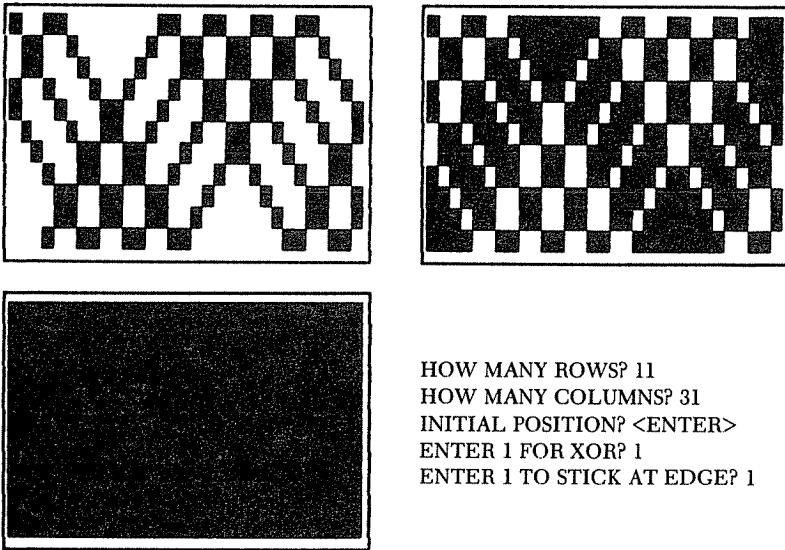 HOW MANY ROWS? 11
HOW MANY COLUMNS? 31
INITIAL POSITION? <ENTER>
ENTER 1 FOR XOR? 1
ENTER 1 TO STICK AT EDGE? 1